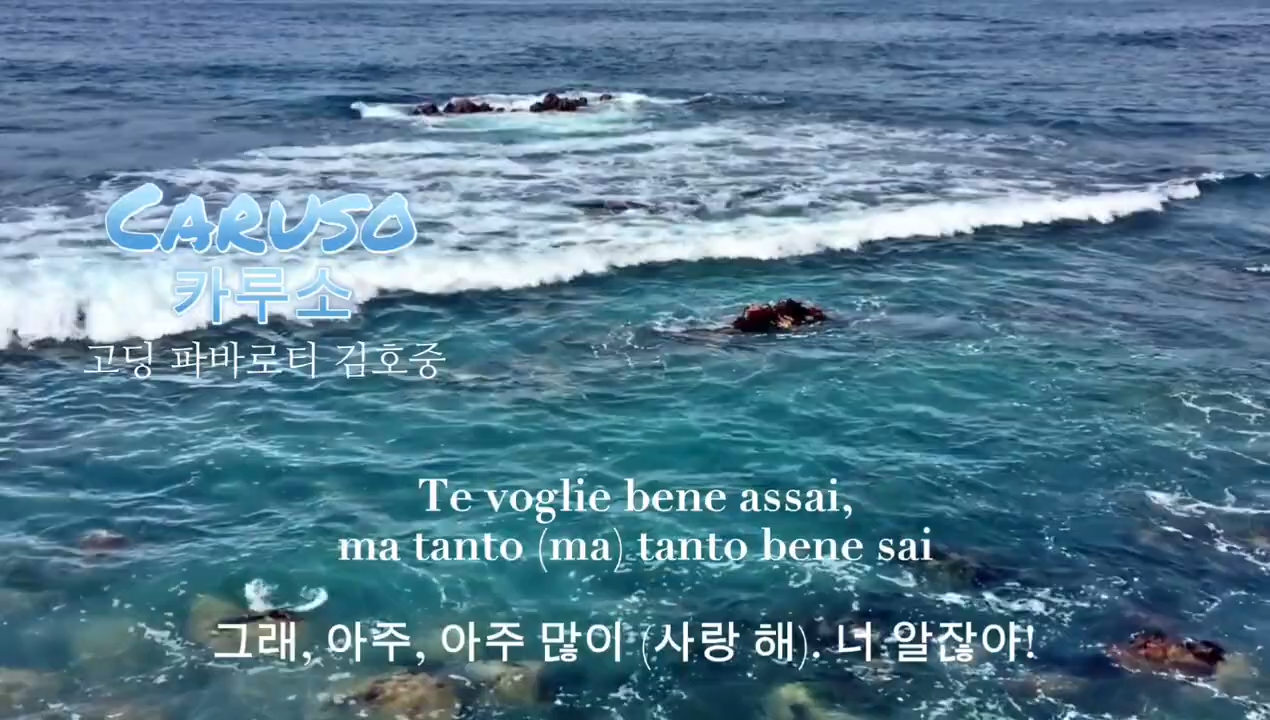 CARUSO
카루소
고딩 파바로티 김호중
Te voglie bene assai,
ma tanto (ma) tanto bene sai
그래, 아주, 아주 많이 (사랑 해). 너 알잖아!